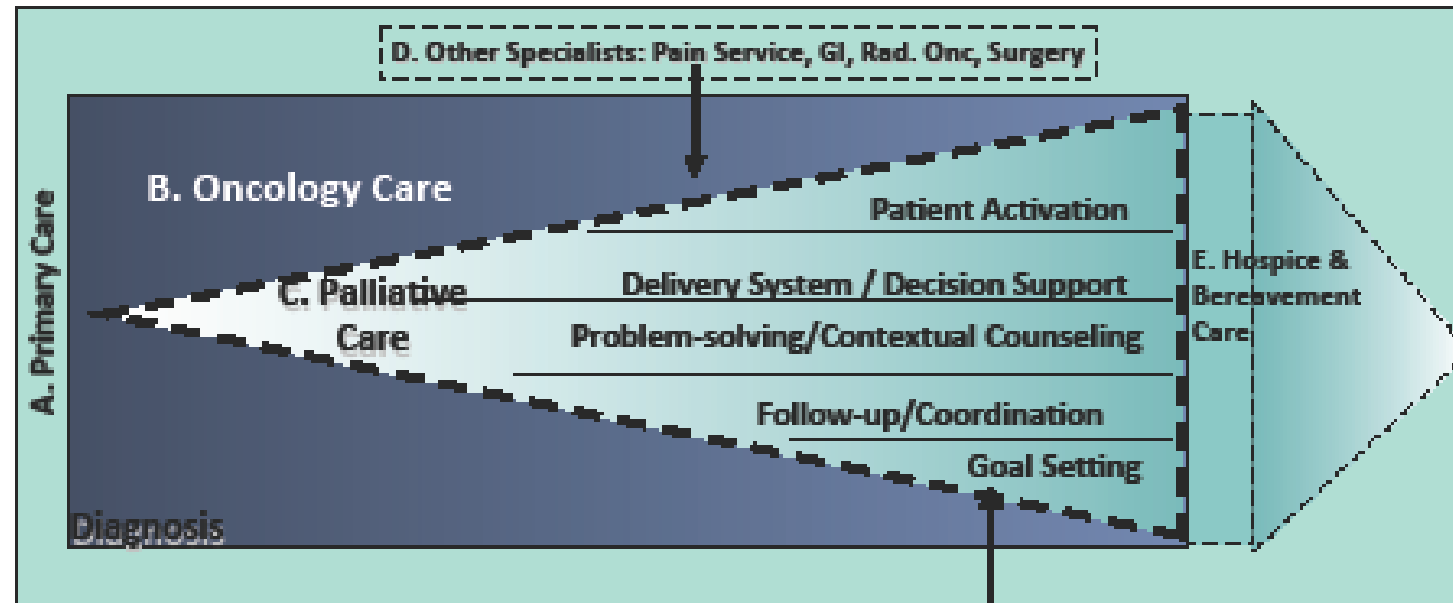 D. Other Specialists: Pain Service, GI, Rad. Onc, Surgery
B. Oncology Care
A. Primary Care
Patient Activation
C. Palliative
Care
Delivery System / Decision Support
Problem-solving/Contextual Counseling
Follow-up/Coordination
Goal Setting
E. Hospice &
Bereavement
Care
Diagnosis